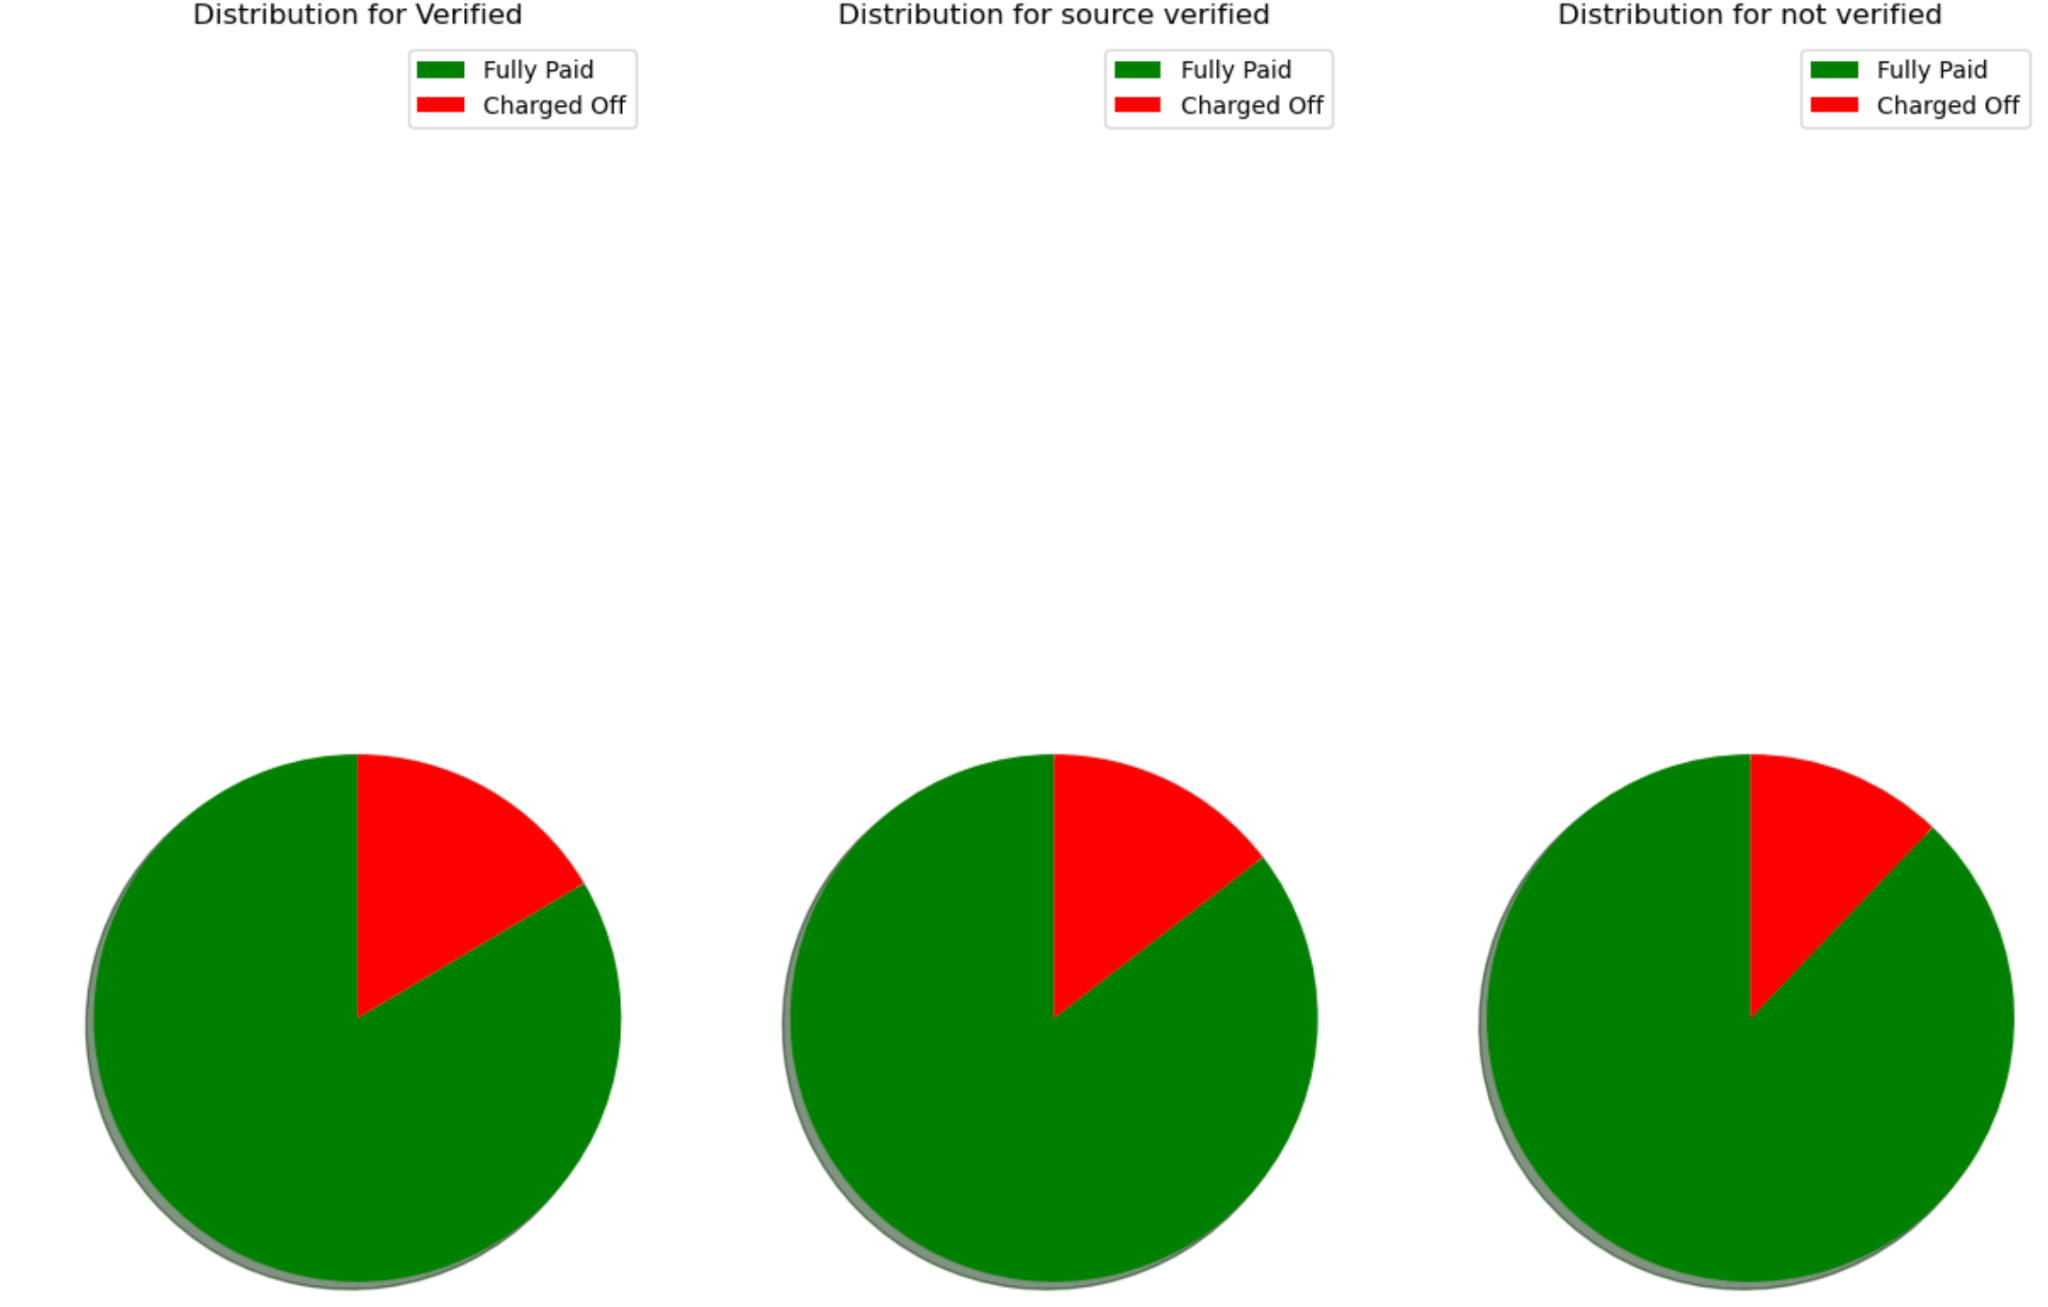 Distribution for Verified
Fully Paid
Charged Off
Distribution for source verified
Fully Paid
Charged Off
Distribution for not verified
Fully Paid
Charged Off